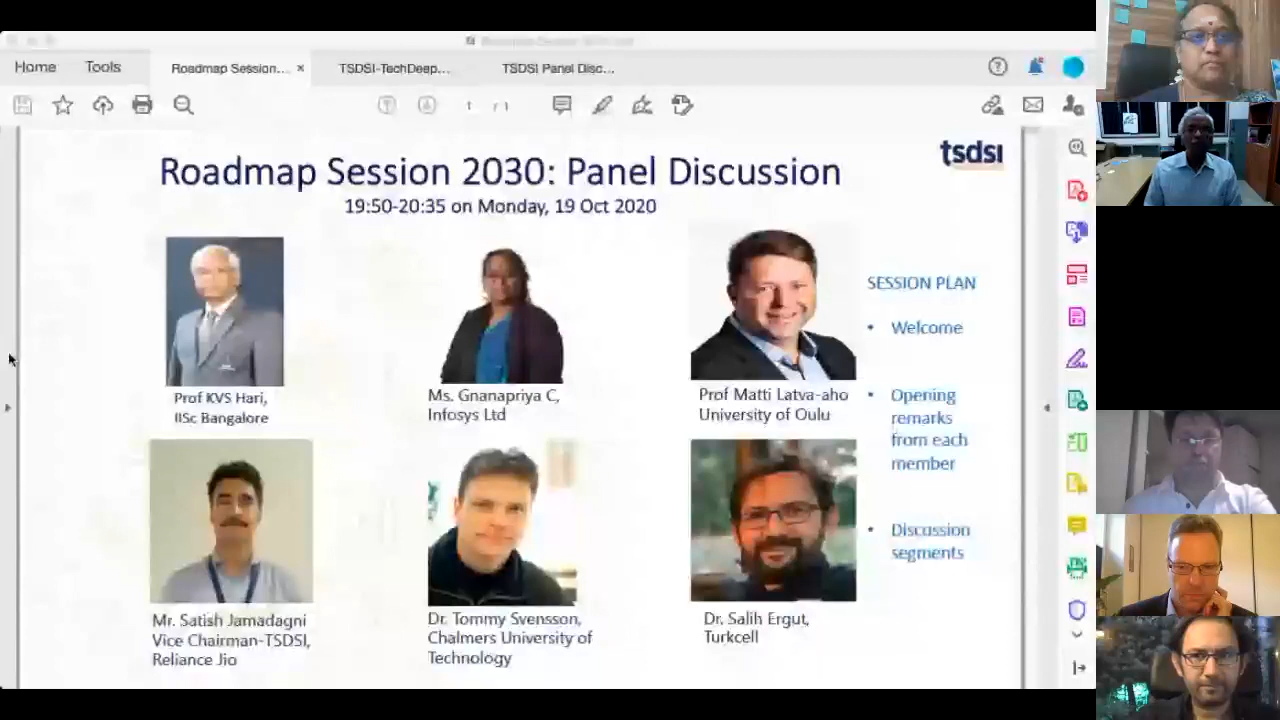 Home
Tools
Roadmap Session... ×
TSDSI-TechDeep...
TSDSI Panel Disc...
1 / 1
tsdsi
Roadmap Session 2030: Panel Discussion
19:50-20:35 on Monday, 19 Oct 2020
SESSION PLAN
• Welcome
• Opening
remarks
from each
member
• Discussion
segments
Prof KVS Hari,
IISc Bangalore
Ms. Gnanapriya C,
Infosys Ltd
Prof Matti Latva-aho
University of Oulu
Mr. Satish Jamadagni
Vice Chairman-TSDSI,
Reliance Jio
Dr. Tommy Svensson,
Chalmers University of
Technology
Dr. Salih Ergut,
Turkcell